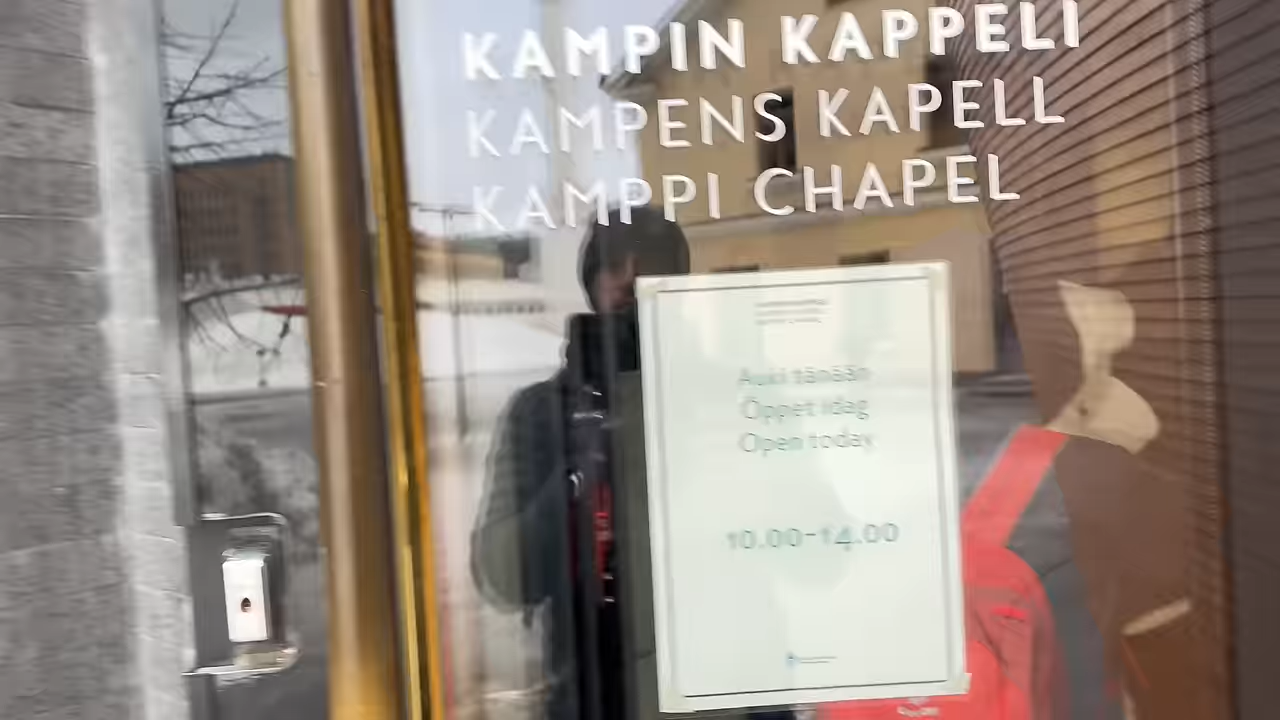 KAMPIN KAPPELI
KAMPENS KAPELL
KAMPPI CHAPEL
Auki tänään
Öppet idag
Open today
10.00-14.00